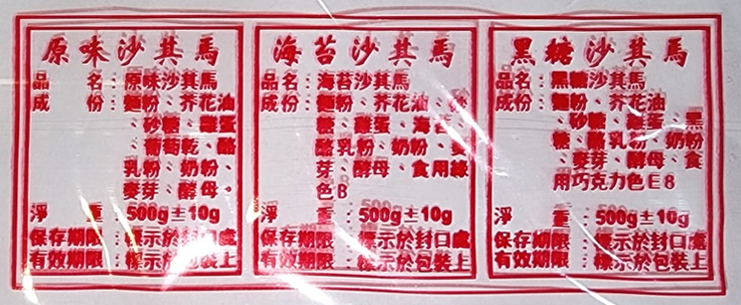 原味沙其馬
品名：原味沙其馬
成份：麵粉、芥花油
、砂糖、雞蛋
、葡萄乾、酪
乳粉、奶粉、
麥芽、酵母。
淨重：500g±10g
保存期限：標示於封口處
有效期限：標示於包裝上
海苔沙其馬
品名：海苔沙其馬
成份：麵粉、芥花油、砂
糖、雞蛋、海苔、
酪乳粉、奶粉、麥
芽、酵母、食用綠
色B
淨重：500g±10g
保存期限：標示於封口處
有效期限：標示於包裝上
黑糖沙其馬
品名：黑糖沙其馬
成份：麵粉、芥花油
、砂糖、雞蛋、黑
糖、酪乳粉、奶粉
、麥芽、酵母、食
用巧克力色E8
淨重：500g±10g
保存期限：標示於封口處
有效期限：標示於包裝上